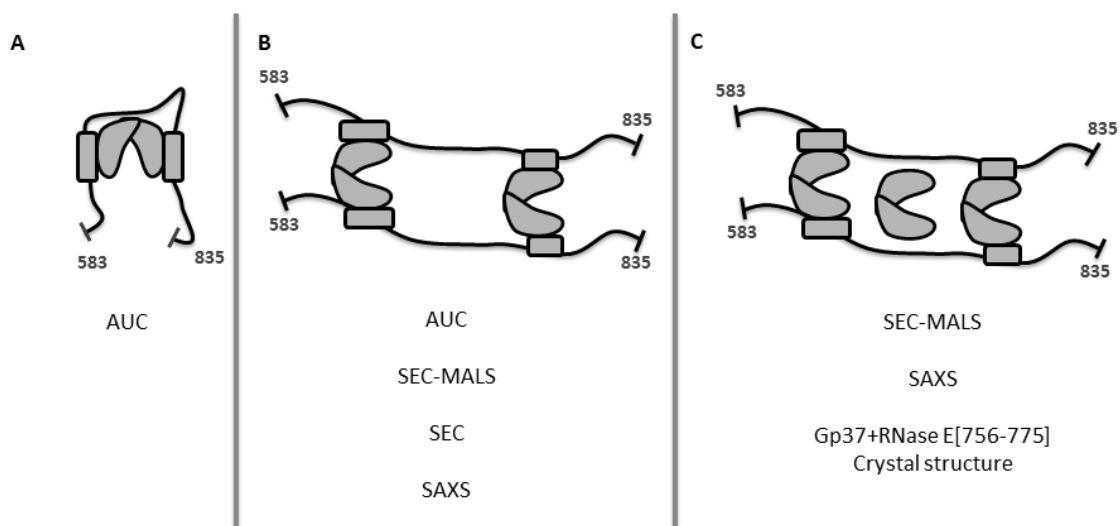 A
583
835
AUC
B
583
835
583
835
AUC
SEC-MALS
SEC
SAXS
C
583
835
583
835
SEC-MALS
SAXS
Gp37+RNase E[756-775]
Crystal structure